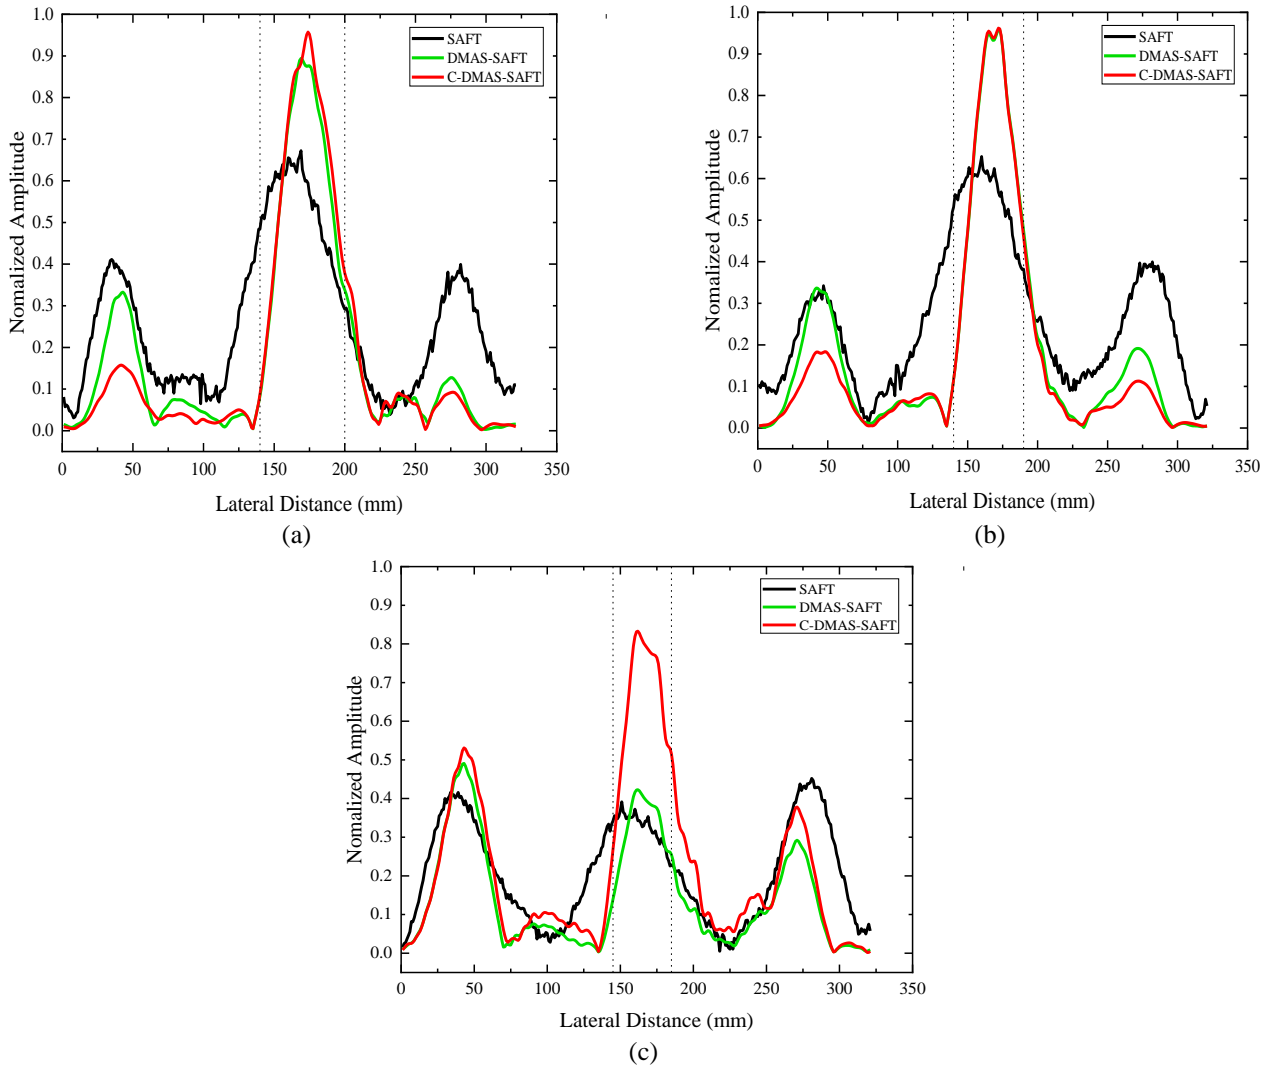 1.0
0.9
0.8
0.7
0.6
0.5
0.4
0.3
0.2
0.1
0.0
Nomalized Amplitude
SAFT
DMAS-SAFT
C-DMAS-SAFT
0 50 100 150 200 250 300 350
Lateral Distance (mm)
(a)
1.0
0.9
0.8
0.7
0.6
0.5
0.4
0.3
0.2
0.1
0.0
Nomalized Amplitude
SAFT
DMAS-SAFT
C-DMAS-SAFT
0 50 100 150 200 250 300 350
Lateral Distance (mm)
(b)
1.0
0.9
0.8
0.7
0.6
0.5
0.4
0.3
0.2
0.1
0.0
Nomalized Amplitude
SAFT
DMAS-SAFT
C-DMAS-SAFT
0 50 100 150 200 250 300 350
Lateral Distance (mm)
(c)